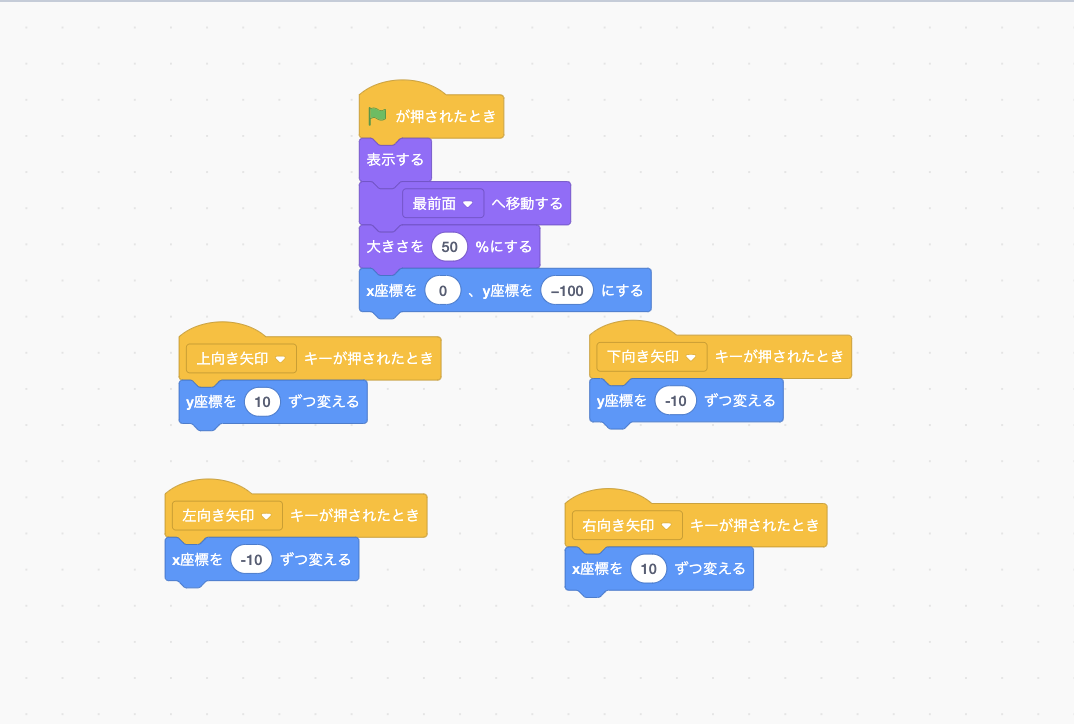 が押されたとき
表示する
最前面 へ移動する
大きさを 50 %にする
x座標を 0 、y座標を –100 にする
上向き矢印 キーが押されたとき
y座標を 10 ずつ変える
下向き矢印 キーが押されたとき
y座標を -10 ずつ変える
左向き矢印 キーが押されたとき
x座標を -10 ずつ変える
右向き矢印 キーが押されたとき
x座標を 10 ずつ変える